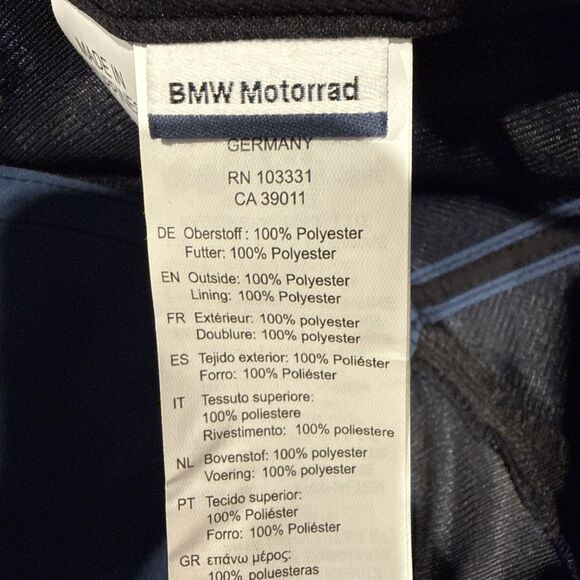 MADE IN
BMW Motorrad
GERMANY
RN 103331
CA 39011
DE Oberstoff : 100% Polyester
Futter: 100% Polyester
EN Outside: 100% Polyester
Lining: 100% Polyester
FR Extérieur: 100% polyester
Doublure: 100% Polyester
ES Tejido exterior: 100% Poliéster
Forro: 100% Poliéster
IT Tessuto superiore:
100% poliestere
Rivestimento: 100% poliestere
NL Bovenstof: 100% polyester
Voering: 100% polyester
PT Tecido superior:
100% Poliéster
Forro: 100% Poliéster
GR επάνω μέρος:
100% polyesteras